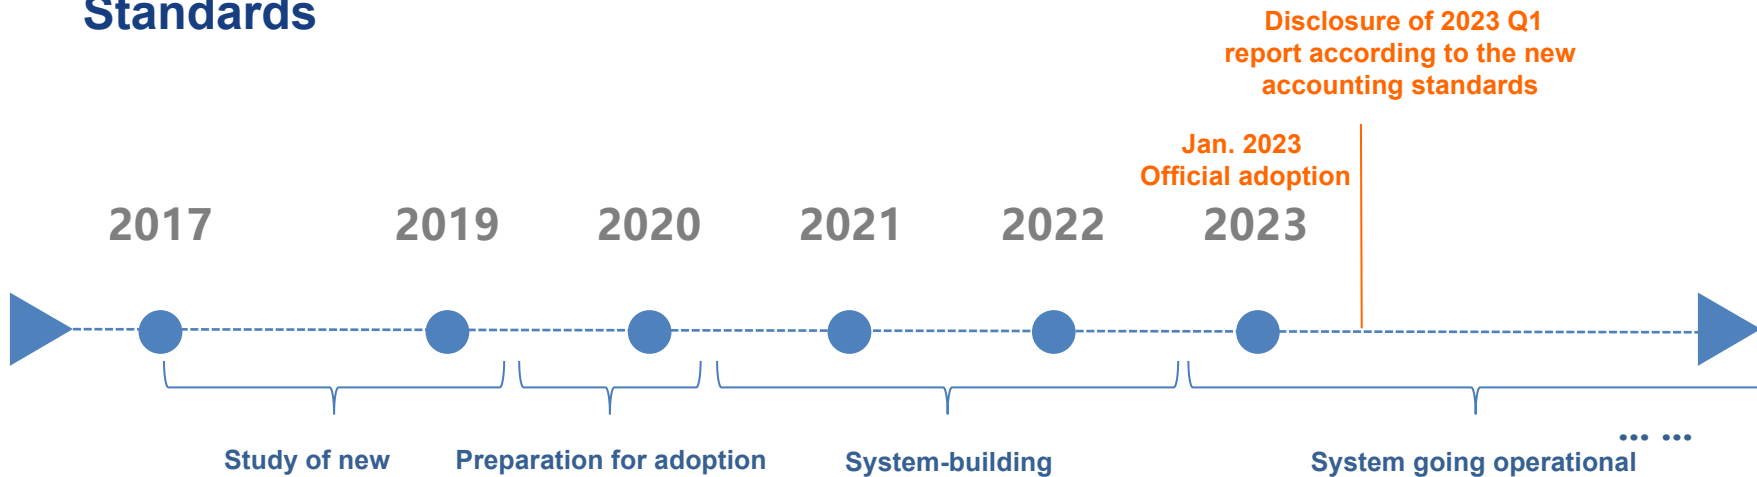 Standards
Disclosure of 2023 Q1
report according to the new
accounting standards
Jan. 2023
Official adoption
2017
2019
2020
2021
2022
2023
... ...
Study of new
Preparation for adoption
System-building
System going operational